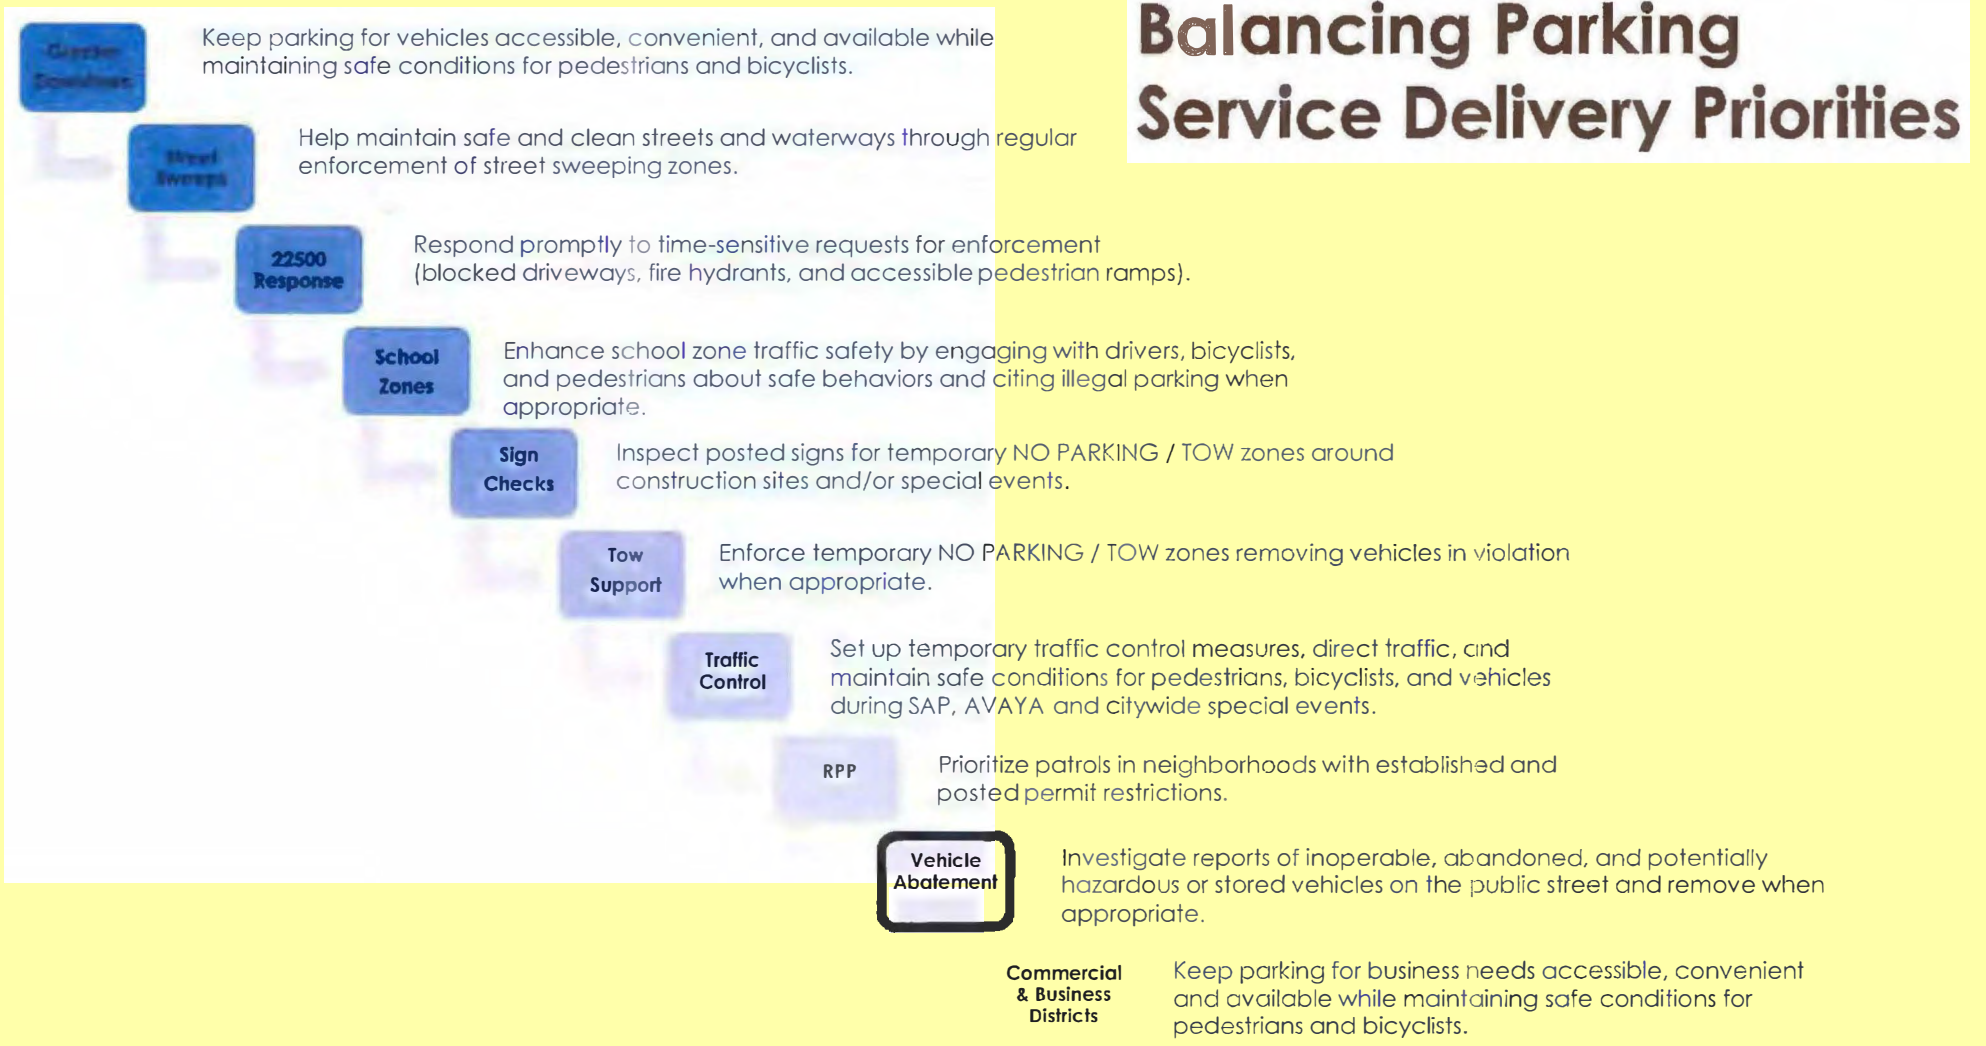 Balancing Parking
Service Delivery Priorities
Keep parking for vehicles accessible, convenient, and available while
maintaining safe conditions for pedestrians and bicyclists.
Street
Sweeps
Help maintain safe and clean streets and waterways through regular
enforcement of street sweeping zones.
22500
Response
Respond promptly to time-sensitive requests for enforcement
(blocked driveways, fire hydrants, and accessible pedestrian ramps).
School
Zones
Enhance school zone traffic safety by engaging with drivers, bicyclists,
and pedestrians about safe behaviors and citing illegal parking when
appropriate.
Sign
Checks
Inspect posted signs for temporary NO PARKING / TOW zones around
construction sites and/or special events.
Tow
Support
Enforce temporary NO PARKING / TOW zones removing vehicles in violation
when appropriate.
Traffic
Control
Set up temporary traffic control measures, direct traffic, and
maintain safe conditions for pedestrians, bicyclists, and vehicles
during SAP, AVAYA and citywide special events.
RPP
Prioritize patrols in neighborhoods with established and
posted permit restrictions.
Vehicle
Abatement
Investigate reports of inoperable, abandoned, and potentially
hazardous or stored vehicles on the public street and remove when
appropriate.
Commercial
& Business
Districts
Keep parking for business needs accessible, convenient
and available while maintaining safe conditions for
pedestrians and bicyclists.